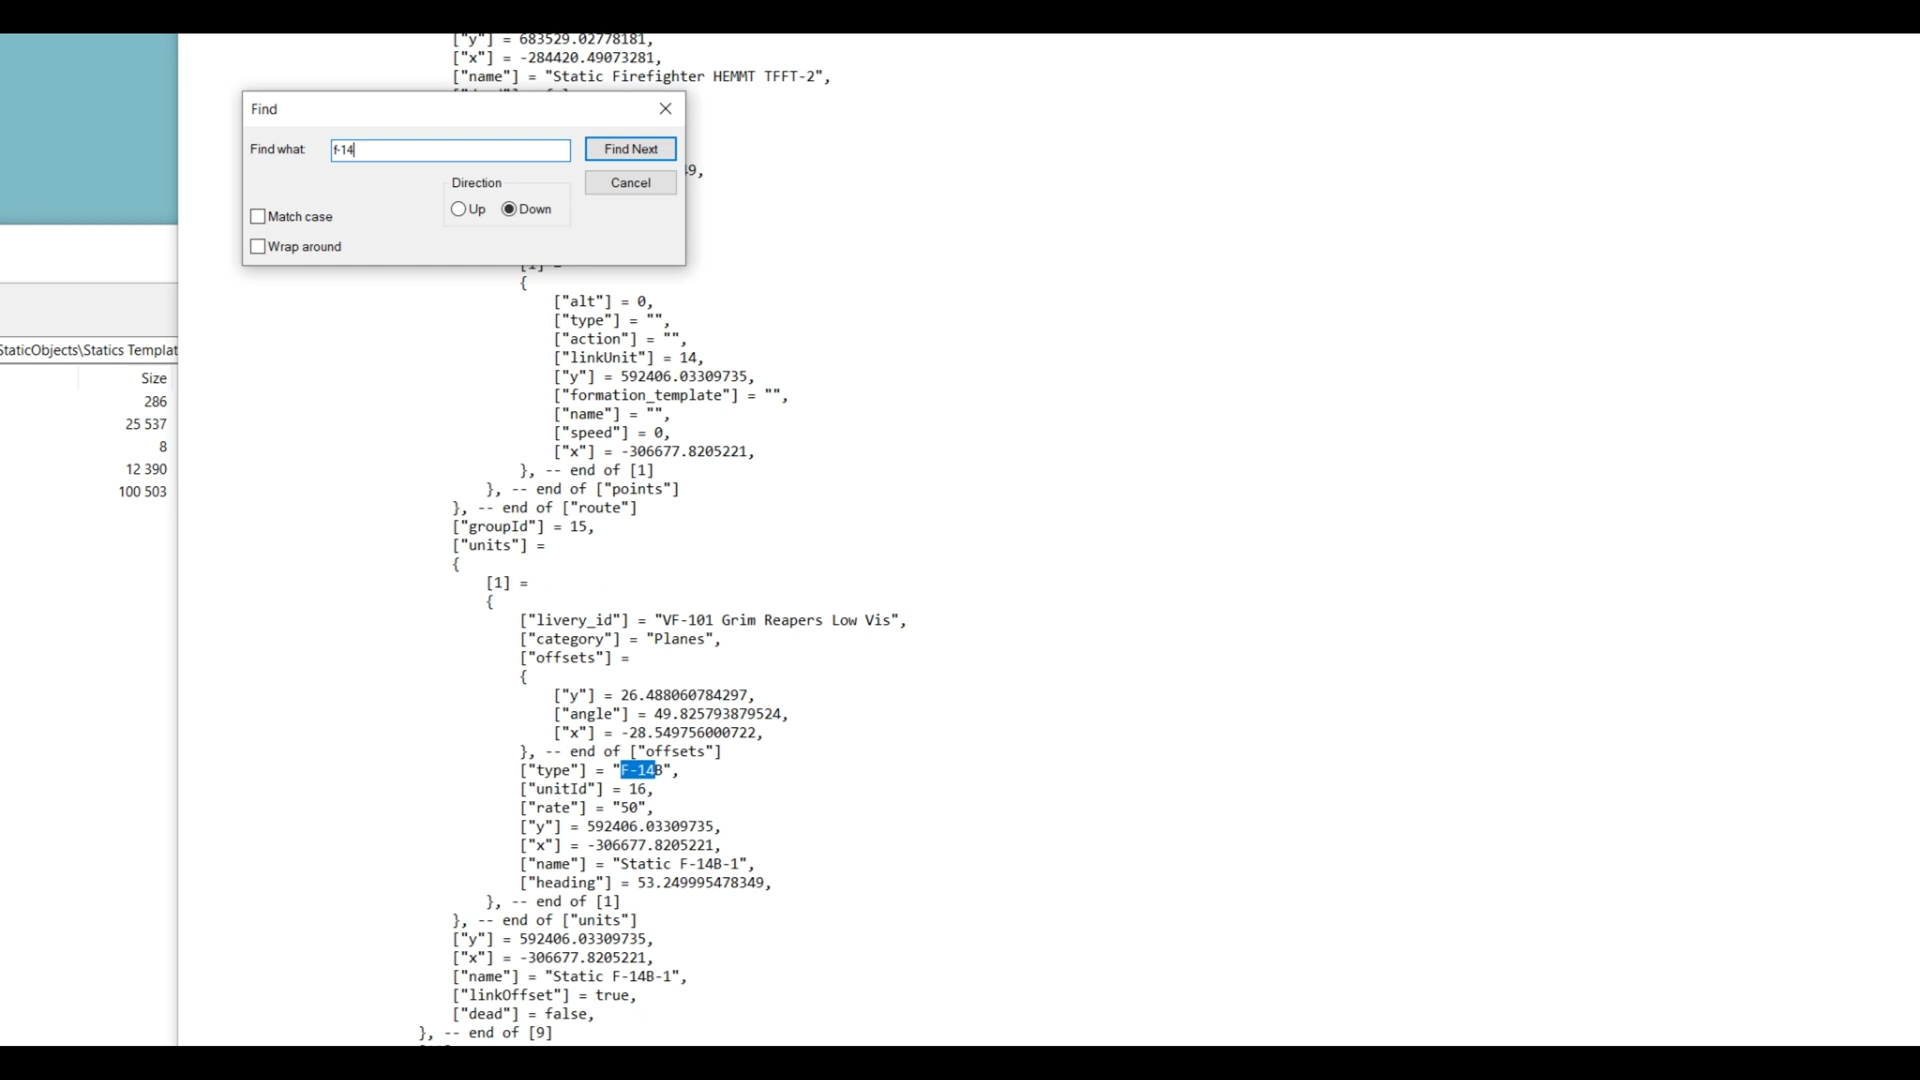 ["y"] = 683529.02778181,
["x"] = -284420.49073281,
["name"] = "Static Firefighter HEMMT TFFT-2",
Find
Find what:
f-14
Find Next
Cancel
Direction
Up
Down
Match case
Wrap around
49,
[1] =
{
["alt"] = 0,
["type"] = "",
["action"] = "",
["linkUnit"] = 14,
["y"] = 592406.03309735,
["formation_template"] = "",
["name"] = "",
["speed"] = 0,
["x"] = -306677.8205221,
}, -- end of [1]
}, -- end of ["points"]
}, -- end of ["route"]
["groupId"] = 15,
["units"] =
{
[1] =
{
["livery_id"] = "VF-101 Grim Reapers Low Vis",
["category"] = "Planes",
["offsets"] =
{
["y"] = 26.488060784297,
["angle"] = 49.825793879524,
["x"] = -28.549756000722,
}, -- end of ["offsets"]
["type"] = "F-14B",
["unitId"] = 16,
["rate"] = "50",
["y"] = 592406.03309735,
["x"] = -306677.8205221,
["name"] = "Static F-14B-1",
["heading"] = 53.249995478349,
}, -- end of [1]
}, -- end of ["units"]
["y"] = 592406.03309735,
["x"] = -306677.8205221,
["name"] = "Static F-14B-1",
["linkOffset"] = true,
["dead"] = false,
}, -- end of [9]
StaticObjects\Statics Templat
Size
286
25 537
8
12 390
100 503